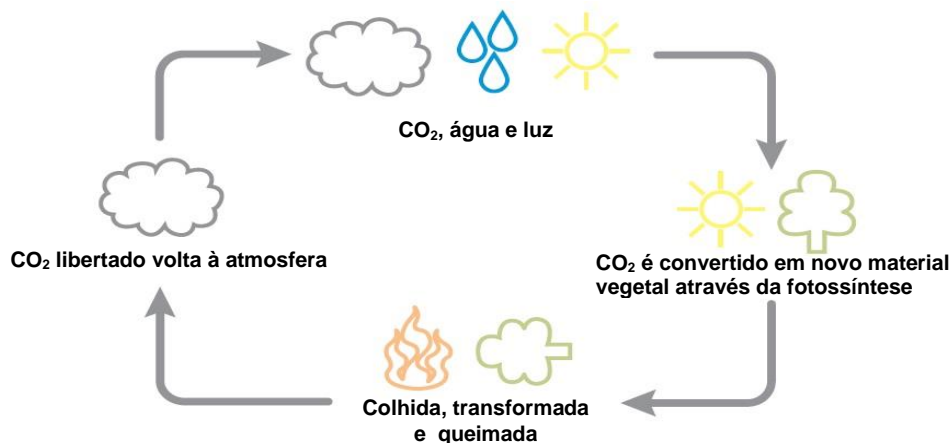 CO₂, água e luz
CO₂ libertado volta à atmosfera
CO₂ é convertido em novo material
vegetal através da fotossíntese
Colhida, transformada
e queimada